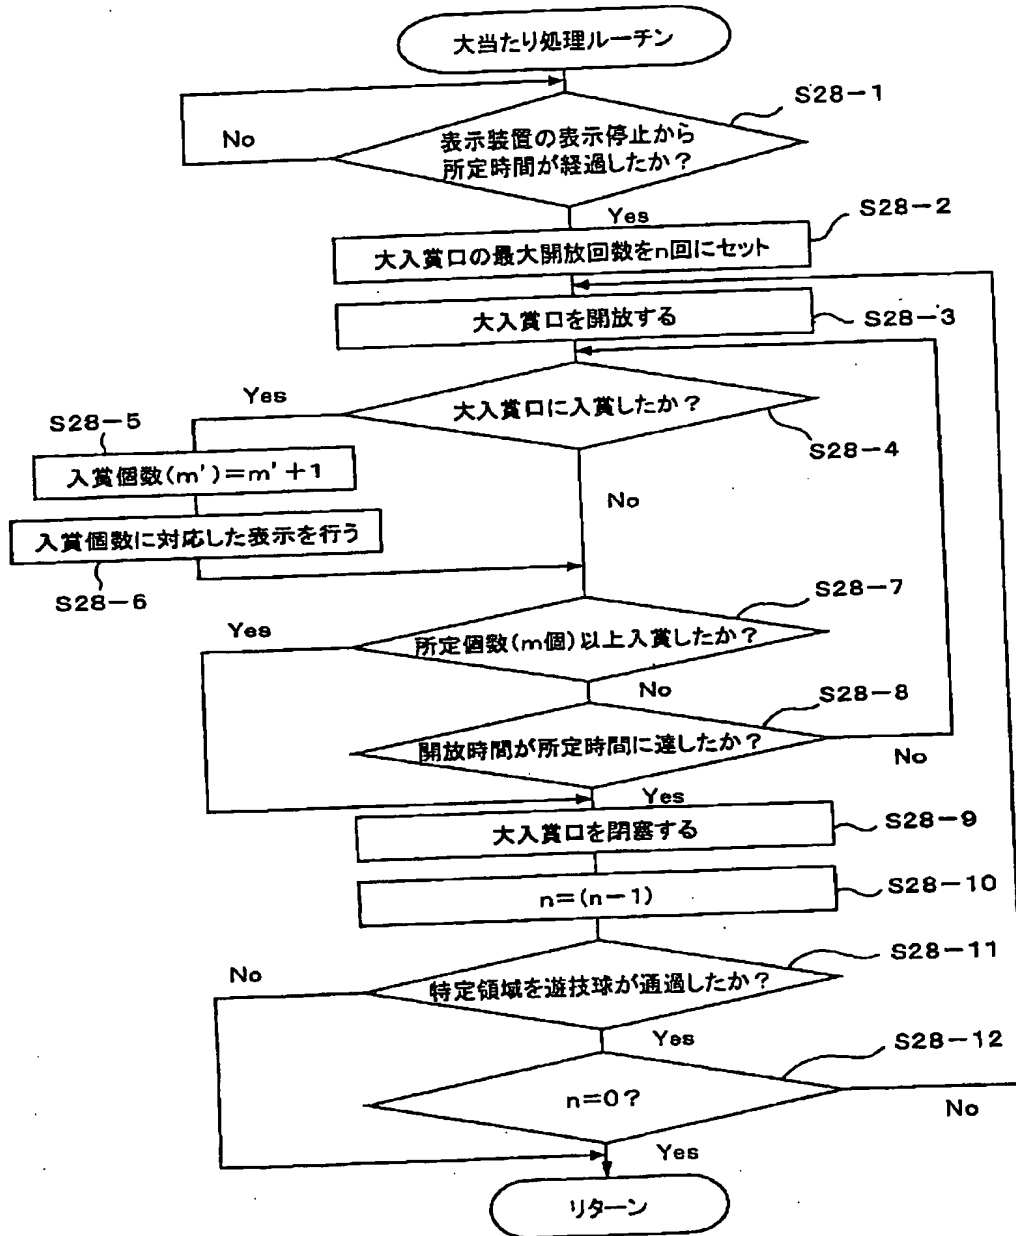 大当たり処理ルーチン
S28-1
No
表示装置の表示停止から
所定時間が経過したか?
Yes
S28-2
大入賞口の最大開放回数をn回にセット
大入賞口を開放する
S28-3
Yes
大入賞口に入賞したか?
S28-5
S28-4
入賞個数(m')=m'+1
No
入賞個数に対応した表示を行う
S28-6
S28-7
Yes
所定個数(m個)以上入賞したか?
No
S28-8
開放時間が所定時間に達したか?
No
Yes
大入賞口を閉塞する
S28-9
n=(n-1)
S28-10
S28-11
No
特定領域を遊技球が通過したか?
Yes
S28-12
n=0?
No
Yes
リターン